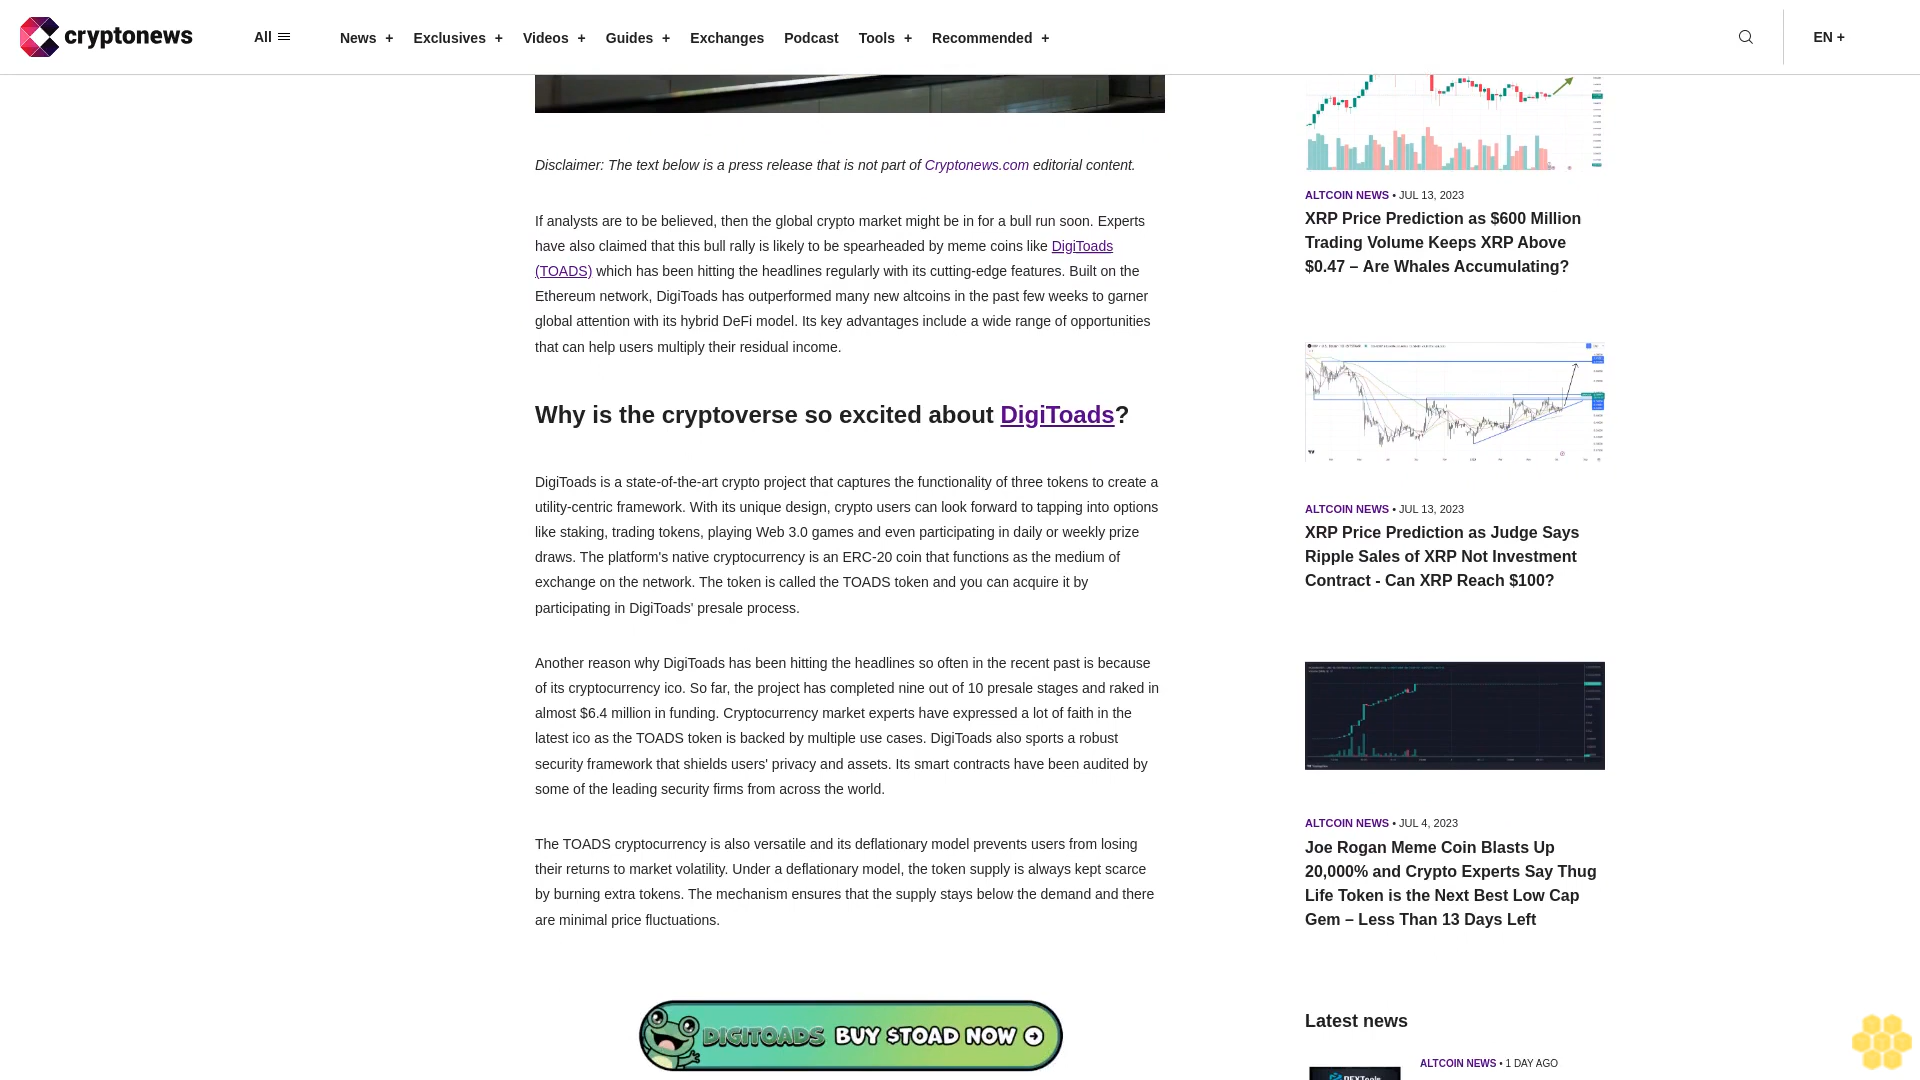 cryptonews
All
News +
Exclusives +
Videos +
Guides +
Exchanges
Podcast
Tools +
Recommended +
EN +
Disclaimer: The text below is a press release that is not part of Cryptonews.com editorial content.
If analysts are to be believed, then the global crypto market might be in for a bull run soon. Experts
have also claimed that this bull rally is likely to be spearheaded by meme coins like DigiToads
(TOADS) which has been hitting the headlines regularly with its cutting-edge features. Built on the
Ethereum network, DigiToads has outperformed many new altcoins in the past few weeks to garner
global attention with its hybrid DeFi model. Its key advantages include a wide range of opportunities
that can help users multiply their residual income.
Why is the cryptoverse so excited about DigiToads?
DigiToads is a state-of-the-art crypto project that captures the functionality of three tokens to create a
utility-centric framework. With its unique design, crypto users can look forward to tapping into options
like staking, trading tokens, playing Web 3.0 games and even participating in daily or weekly prize
draws. The platform's native cryptocurrency is an ERC-20 coin that functions as the medium of
exchange on the network. The token is called the TOADS token and you can acquire it by
participating in DigiToads' presale process.
Another reason why DigiToads has been hitting the headlines so often in the recent past is because
of its cryptocurrency ico. So far, the project has completed nine out of 10 presale stages and raked in
almost $6.4 million in funding. Cryptocurrency market experts have expressed a lot of faith in the
latest ico as the TOADS token is backed by multiple use cases. DigiToads also sports a robust
security framework that shields users' privacy and assets. Its smart contracts have been audited by
some of the leading security firms from across the world.
The TOADS cryptocurrency is also versatile and its deflationary model prevents users from losing
their returns to market volatility. Under a deflationary model, the token supply is always kept scarce
by burning extra tokens. The mechanism ensures that the supply stays below the demand and there
are minimal price fluctuations.
DIGITOADS BUY $TOAD NOW
ALTCOIN NEWS • JUL 13, 2023
XRP Price Prediction as $600 Million
Trading Volume Keeps XRP Above
$0.47 – Are Whales Accumulating?
ALTCOIN NEWS • JUL 13, 2023
XRP Price Prediction as Judge Says
Ripple Sales of XRP Not Investment
Contract - Can XRP Reach $100?
ALTCOIN NEWS • JUL 4, 2023
Joe Rogan Meme Coin Blasts Up
20,000% and Crypto Experts Say Thug
Life Token is the Next Best Low Cap
Gem – Less Than 13 Days Left
Latest news
ALTCOIN NEWS • 1 DAY AGO